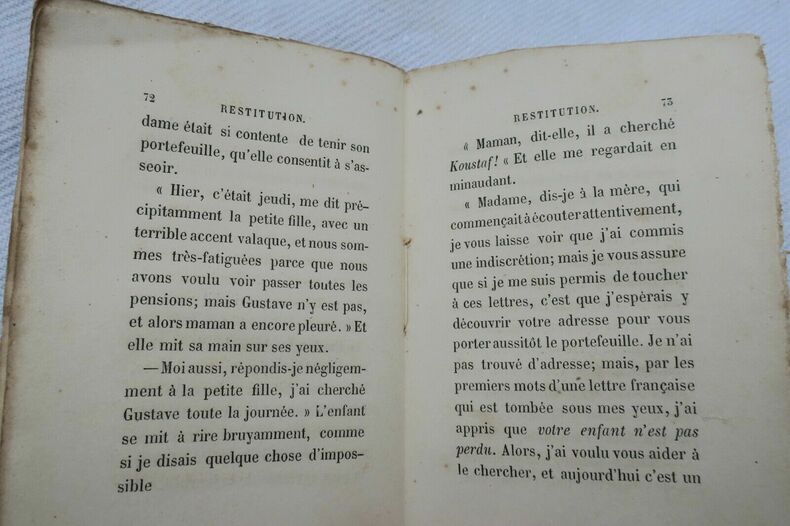 72
RESTITUTION.
dame était si contente de tenir son
portefeuille, qu'elle consentit à s'as-
seoir.
« Hier, c'était jeudi, me dit pré-
cipitamment la petite fille, avec un
terrible accent valaque, et nous som-
mes très-fatiguées parce que nous
avons voulu voir passer toutes les
pensions; mais Gustave n'y est pas,
et alors maman a encore pleuré. » Et
elle mit sa main sur ses yeux.
— Moi aussi, répondis-je négligem-
ment à la petite fille, j'ai cherché
Gustave toute la journée. » L'enfant
se mit à rire bruyamment, comme
si je disais quelque chose d'impos-
sible
RESTITUTION.
73
« Maman, dit-elle, il a cherché
Koustaf! « Et elle me regardait en
minaudant.
« Madame, dis-je à la mère, qui
commençait à écouter attentivement,
je vous laisse voir que j'ai commis
une indiscrétion; mais je vous assure
que si je me suis permis de toucher
à ces lettres, c'est que j'espérais y
découvrir votre adresse pour vous
porter aussitôt le portefeuille. Je n'ai
pas trouvé d'adresse; mais, par les
premiers mots d'une lettre française
qui est tombée sous mes yeux, j'ai
appris que votre enfant n'est pas
perdu. Alors, j'ai voulu vous aider à
le chercher, et aujourd'hui c'est un